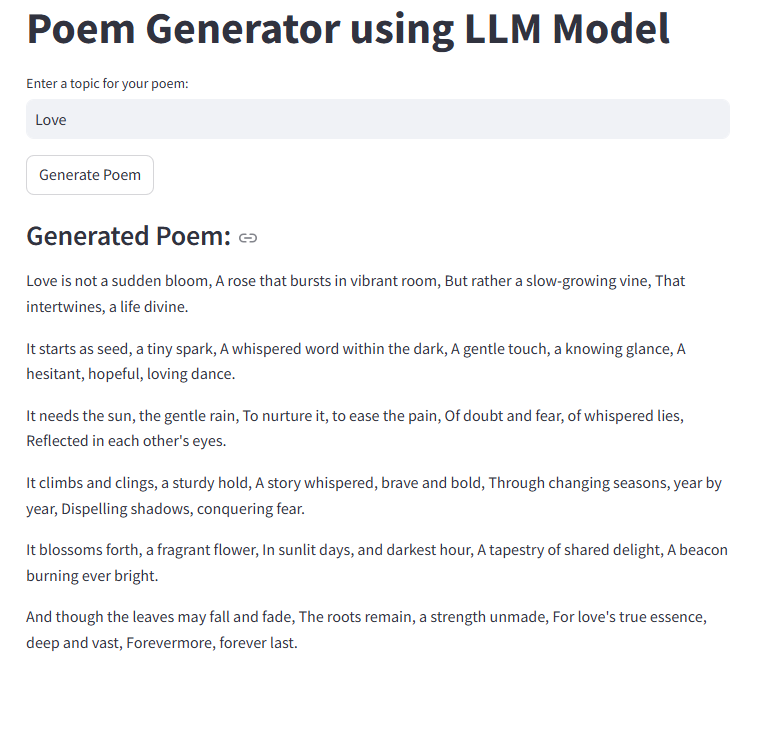 Poem Generator using LLM Model
Enter a topic for your poem:
Love
Generate Poem
Generated Poem:
Love is not a sudden bloom, A rose that bursts in vibrant room, But rather a slow-growing vine, That
intertwines, a life divine.
It starts as seed, a tiny spark, A whispered word within the dark, A gentle touch, a knowing glance, A
hesitant, hopeful, loving dance.
It needs the sun, the gentle rain, To nurture it, to ease the pain, Of doubt and fear, of whispered lies,
Reflected in each other's eyes.
It climbs and clings, a sturdy hold, A story whispered, brave and bold, Through changing seasons, year by
year, Dispelling shadows, conquering fear.
It blossoms forth, a fragrant flower, In sunlit days, and darkest hour, A tapestry of shared delight, A beacon
burning ever bright.
And though the leaves may fall and fade, The roots remain, a strength unmade, For love's true essence,
deep and vast, Forevermore, forever last.